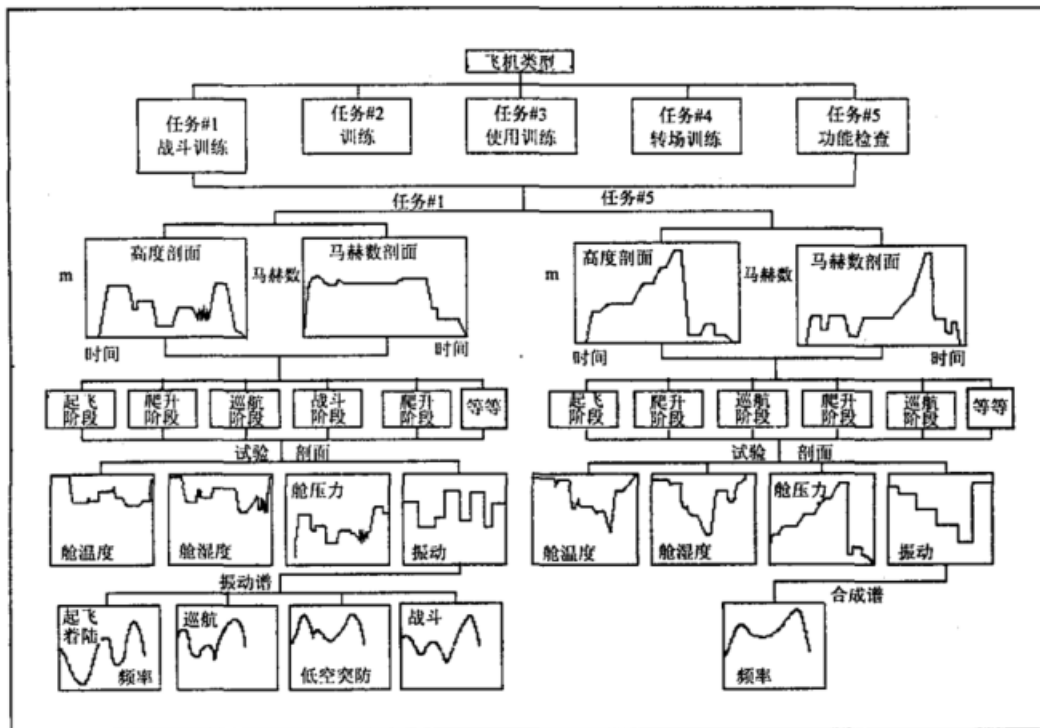 飞机类型
任务#1
战斗训练
任务#2
训练
任务#3
使用训练
任务#4
转场训练
任务#5
功能检查
任务#1
任务#5
高度剖面
m
时间
马赫数剖面
马赫数
时间
高度剖面
m
时间
马赫数剖面
马赫数
时间
起飞
阶段
爬升
阶段
巡航
阶段
战斗
阶段
爬升
阶段
等等
起飞
阶段
爬升
阶段
巡航
阶段
爬升
阶段
巡航
阶段
等等
试验 剖面
试验 剖面
舱温度
舱湿度
舱压力
振动
舱温度
舱湿度
舱压力
振动
振动谱
合成谱
起飞
着陆
频率
巡航
低空突防
战斗
频率